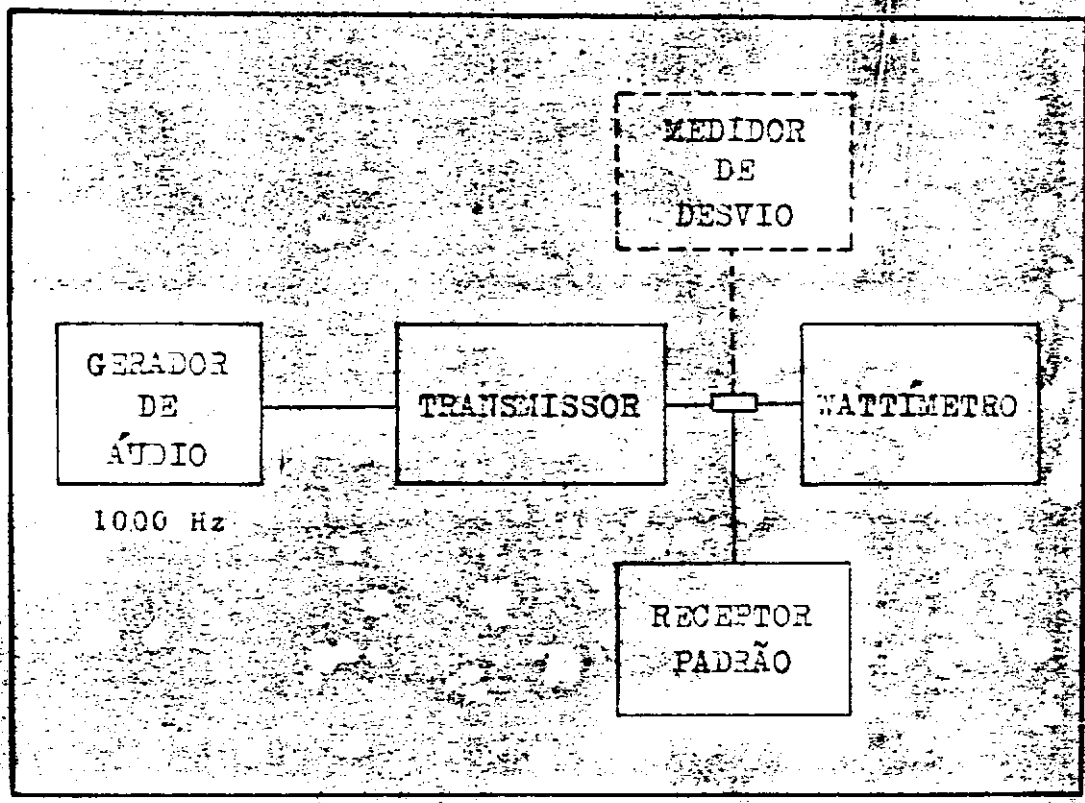 MEDIDOR
DE
DESVIO
GERADOR
DE
ÁUDIO
1000 Hz
TRANSMISSOR
WATTÍMETRO
RECEPTOR
PADRÃO